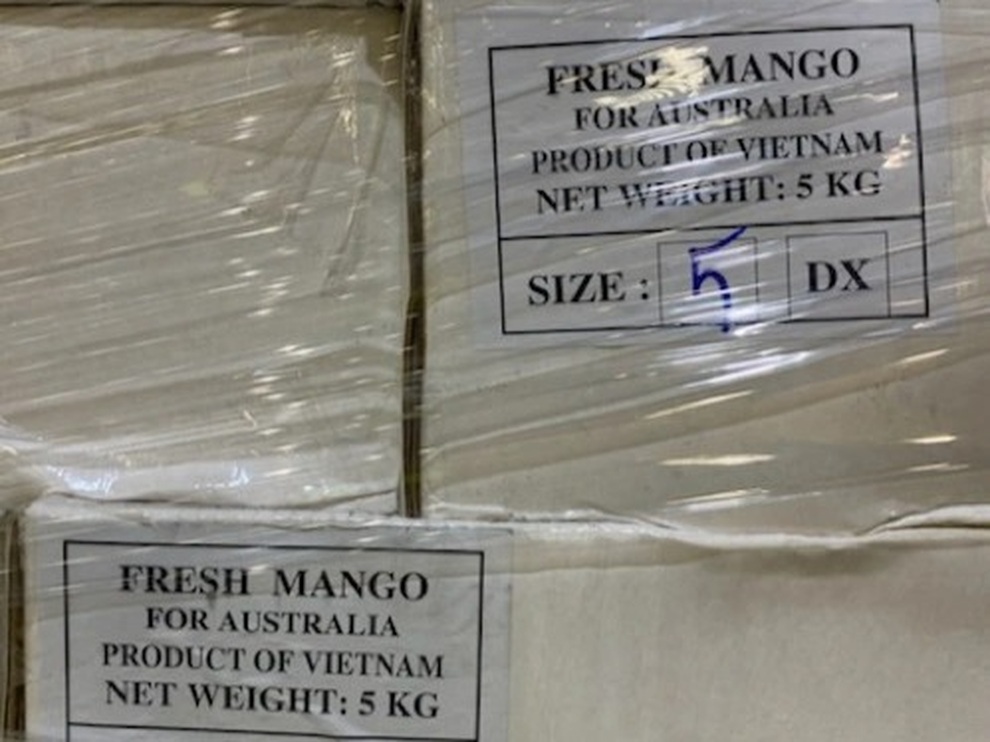 FRESH MANGO
FOR AUSTRALIA
PRODUCT OF VIETNAM
NET WEIGHT: 5 KG
SIZE : 5 DX
FRESH MANGO
FOR AUSTRALIA
PRODUCT OF VIETNAM
NET WEIGHT: 5 KG